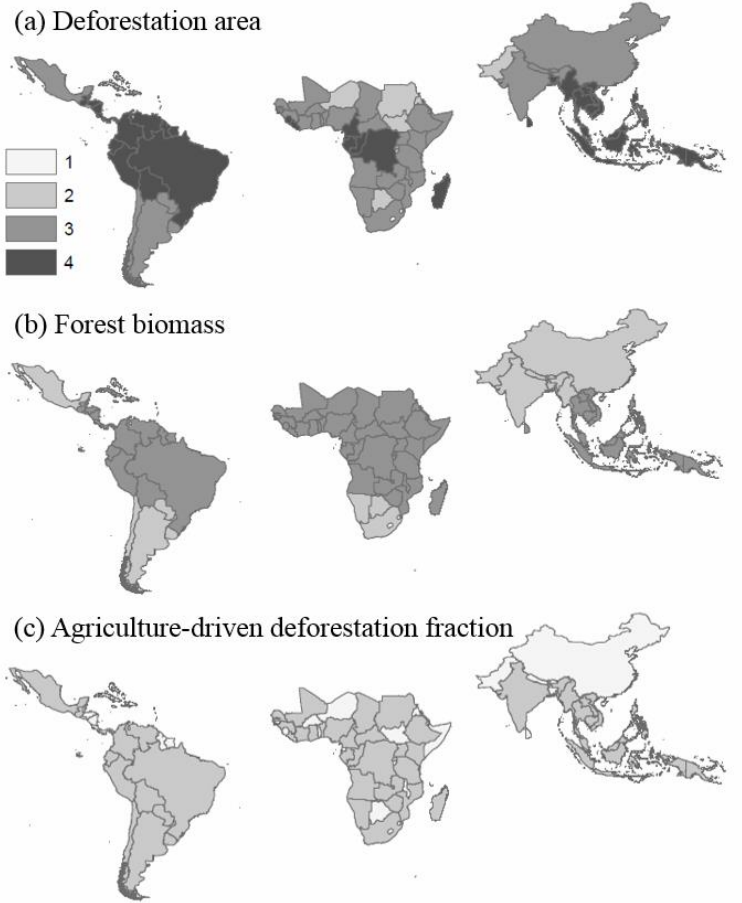 (a) Deforestation area
1
2
3
4
(b) Forest biomass
(c) Agriculture-driven deforestation fraction